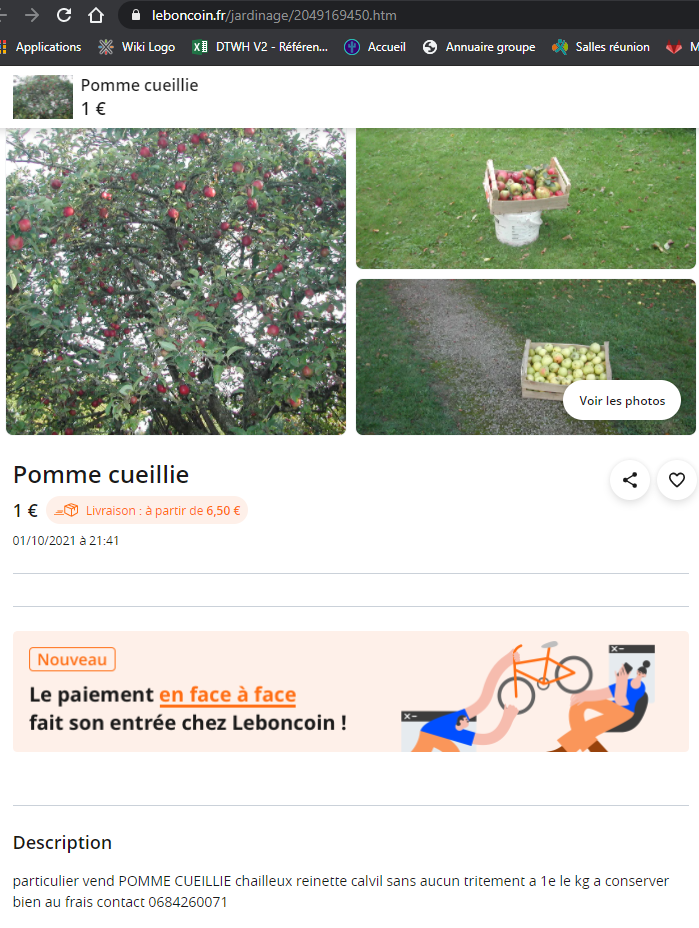 leboncoin.fr/jardinage/2049169450.htm
Applications Wiki Logo DTWH V2 - Référen... Accueil Annuaire groupe Salles réunion M
Pomme cueillie
1 €
Voir les photos
Pomme cueillie
1 € Livraison : à partir de 6,50 €
01/10/2021 à 21:41
Nouveau
Le paiement en face à face
fait son entrée chez Leboncoin !
Description
particulier vend POMME CUEILLIE chailleux reinette calvil sans aucun tritement a 1e le kg a conserver
bien au frais contact 0684260071